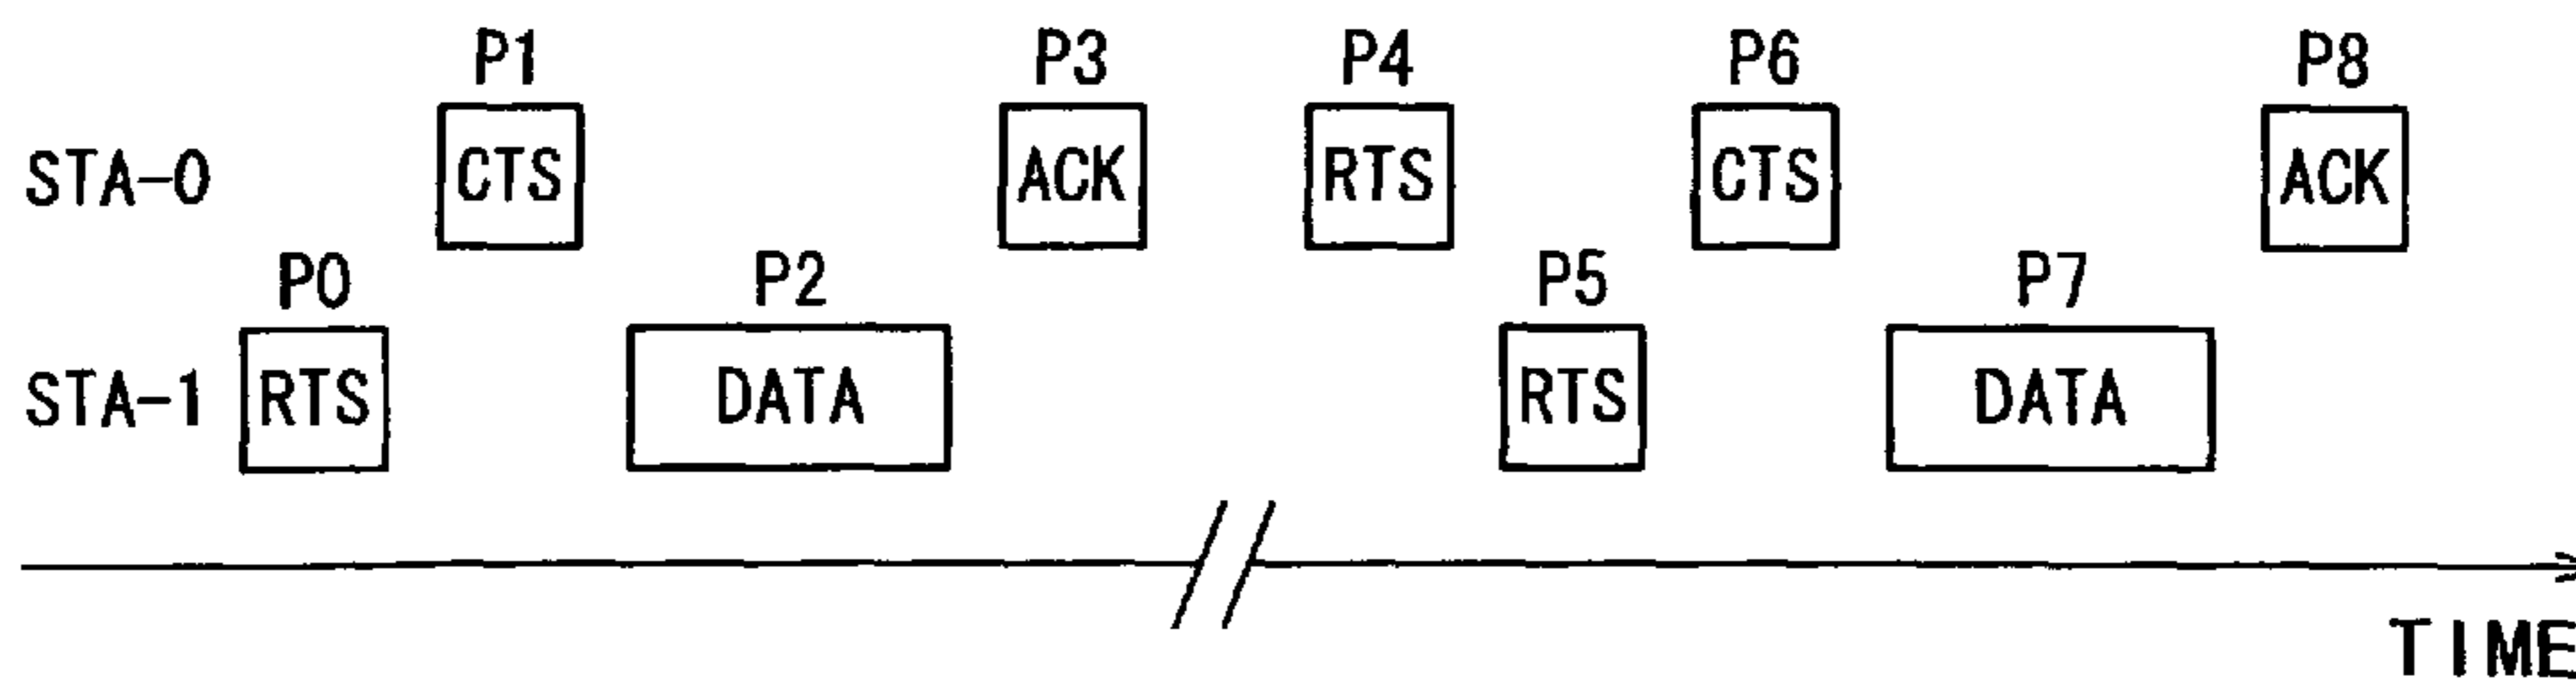 P1 P3 P4 P6 P8
STA-0 CTS ACK RTS CTS ACK
P0 P2 P5 P7
STA-1 RTS DATA RTS DATA
TIME